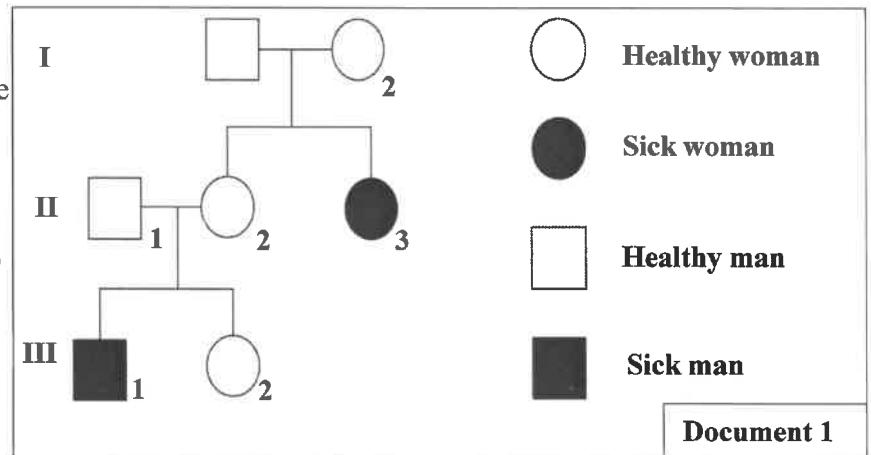 e
I
2
Healthy woman
Sick woman
II
1
2
3
Healthy man
III
1
2
Sick man
Document 1